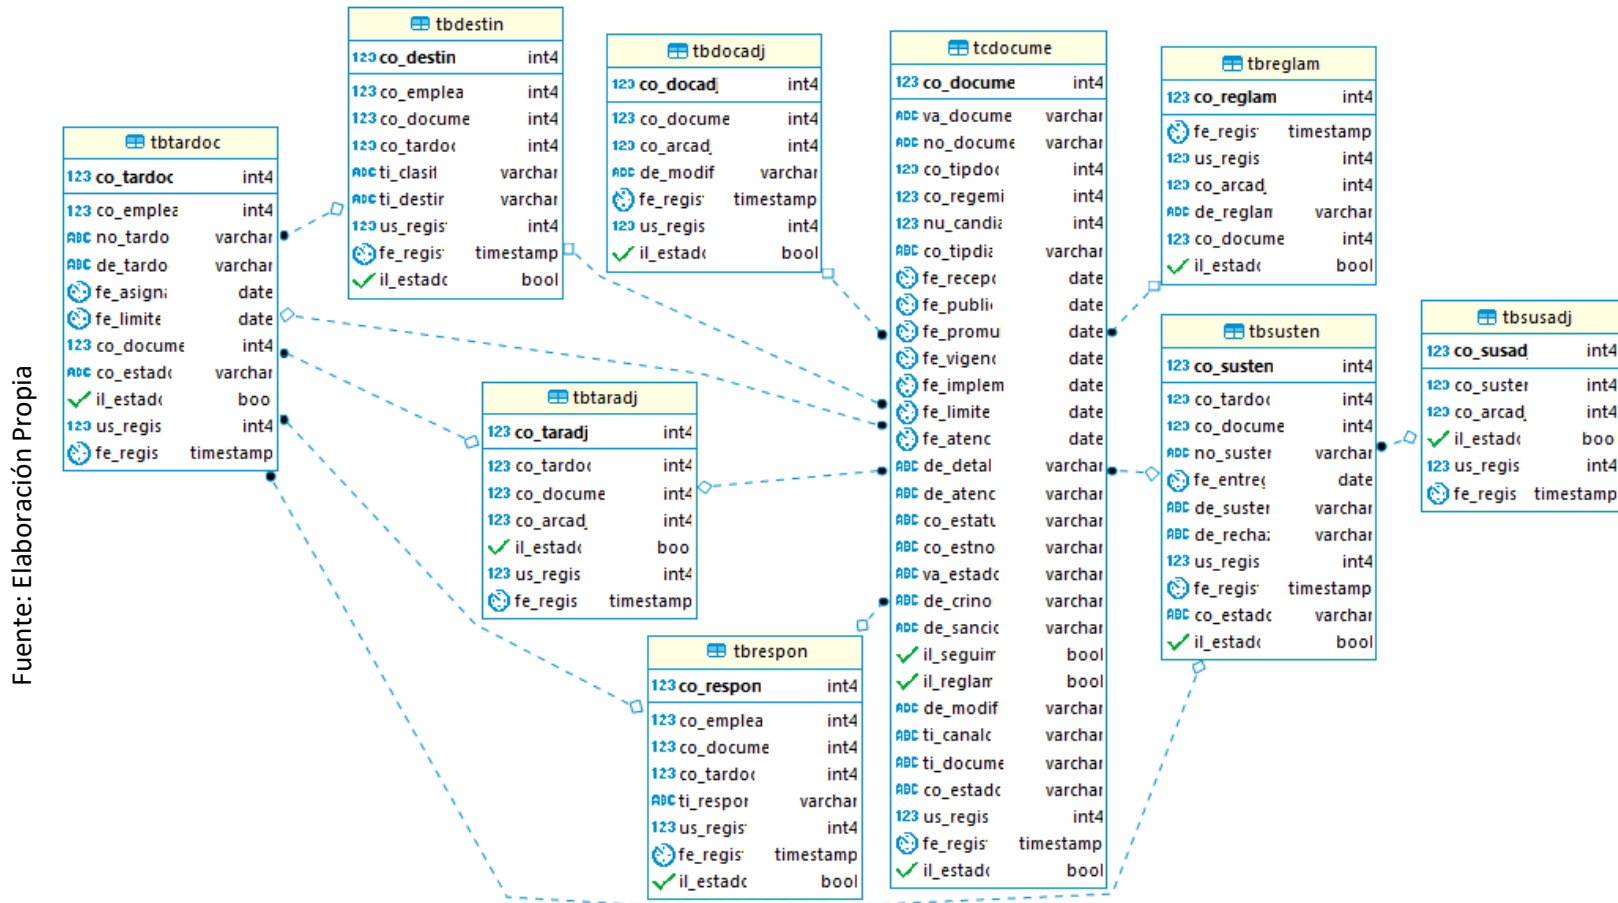 Fuente: Elaboración Propia
tbtardoc
123 co_tardoc int4
123 co_emplea int4
ABC no_tardo varchar
ABC de_tardo varchar
fe_asigna date
fe_limite date
123 co_docume int4
ABC co_estado varchar
il_estado boo
123 us_regis int4
fe_regis timestamp
tbdestin
123 co_destin int4
123 co_emplea int4
123 co_docume int4
123 co_tardoc int4
ABC ti_clasif varchar
ABC ti_destir varchar
123 us_regis int4
fe_regis timestamp
il_estado bool
tbdocadj
123 co_docadj int4
123 co_docume int4
123 co_arcadj int4
ABC de_modif varchar
fe_regis timestamp
123 us_regis int4
il_estado bool
tbtaradj
123 co_taradj int4
123 co_tardoc int4
123 co_docume int4
123 co_arcadj int4
il_estado boo
123 us_regis int4
fe_regis timestamp
tbrespon
123 co_respon int4
123 co_emplea int4
123 co_docume int4
123 co_tardoc int4
ABC ti_respor varchar
123 us_regis int4
fe_regis timestamp
il_estado bool
tcdocume
123 co_docume int4
ABC va_docume varchar
ABC no_docume varchar
123 co_tipdoc int4
123 co_regemi int4
123 nu_candia int4
ABC co_tipdia varchar
fe_recepc date
fe_public date
fe_promu date
fe_vigenc date
fe_implem date
fe_limite date
fe_atenc date
ABC de_detal varchar
ABC de_atenc varchar
ABC co_estatu varchar
ABC co_estno varchar
ABC va_estado varchar
ABC de_crino varchar
ABC de_sancic varchar
il_seguim bool
il_reglam bool
ABC de_modif varchar
ABC ti_canalc varchar
ABC ti_docume varchar
ABC co_estado varchar
123 us_regis int4
fe_regis timestamp
il_estado bool
tbreglam
123 co_reglam int4
fe_regis timestamp
123 us_regis int4
123 co_arcadj int4
ABC de_reglam varchar
123 co_docume int4
il_estado bool
tbsusten
123 co_susten int4
123 co_tardoc int4
123 co_docume int4
ABC no_suster varchar
fe_entreg date
ABC de_suster varchar
ABC de_rechaz varchar
123 us_regis int4
fe_regis timestamp
ABC co_estado varchar
il_estado bool
tbsusadj
123 co_susadj int4
123 co_suster int4
123 co_arcadj int4
il_estado boo
123 us_regis int4
fe_regis timestamp